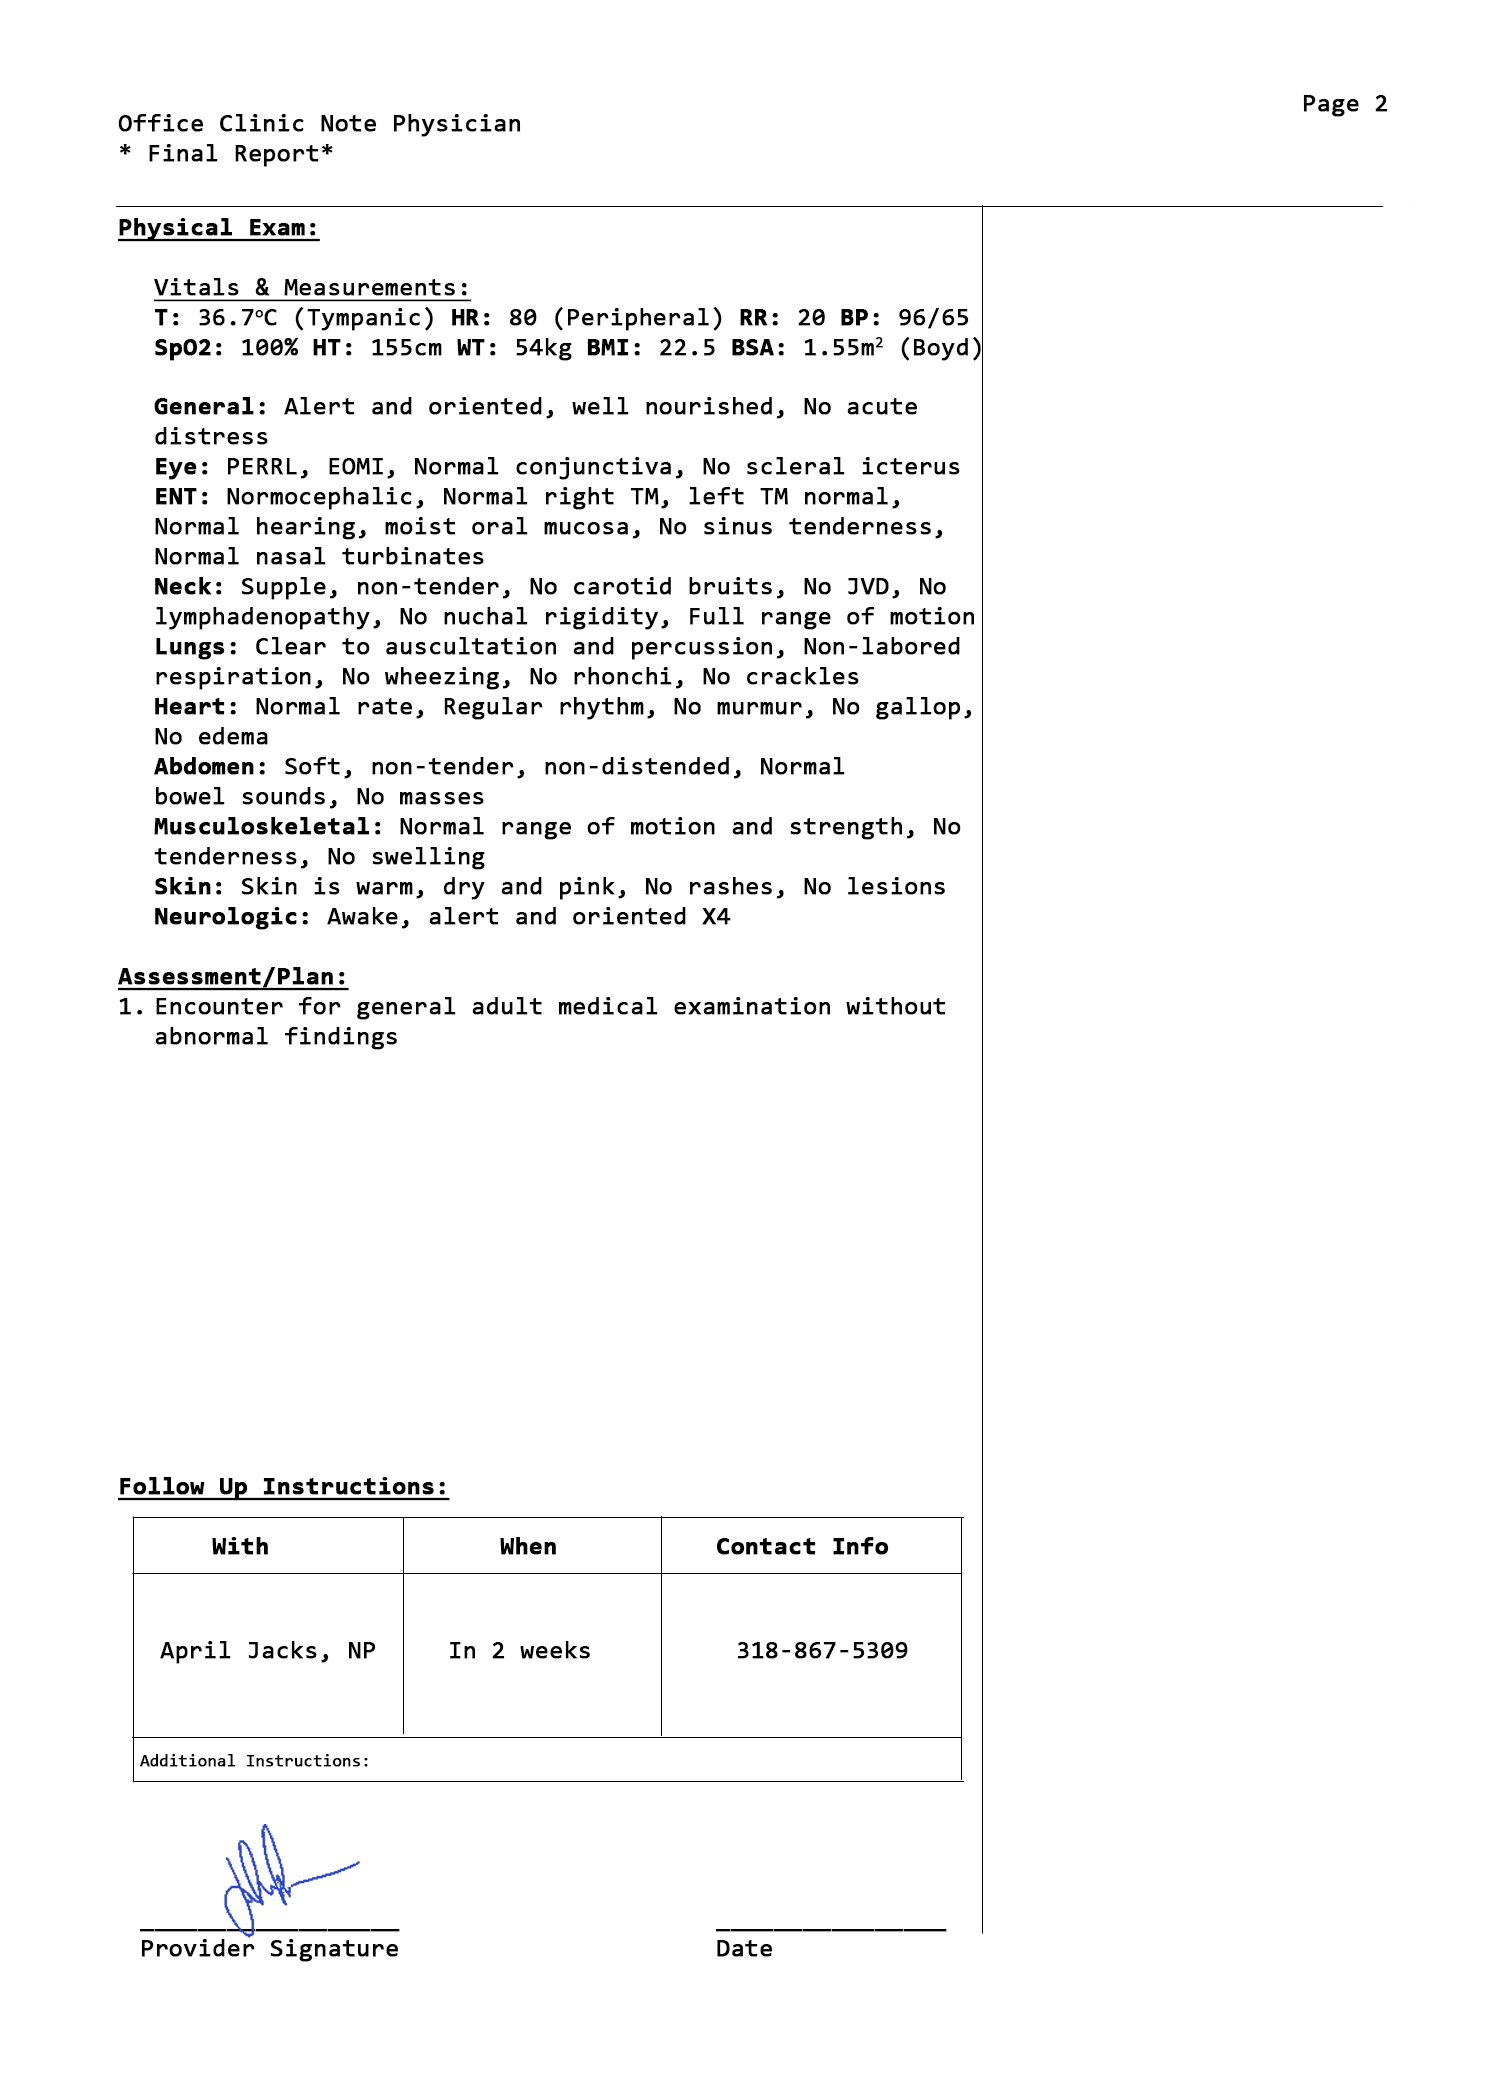 Page 2
Office Clinic Note Physician
* Final Report*
Physical Exam:
Vitals & Measurements:
T: 36.7°C (Tympanic) HR: 80 (Peripheral) RR: 20 BP: 96/65
SpO2: 100% HT: 155cm WT: 54kg BMI: 22.5 BSA: 1.55m² (Boyd)
General: Alert and oriented, well nourished, No acute
distress
Eye: PERRL, EOMI, Normal conjunctiva, No scleral icterus
ENT: Normocephalic, Normal right TM, left TM normal,
Normal hearing, moist oral mucosa, No sinus tenderness,
Normal nasal turbinates
Neck: Supple, non-tender, No carotid bruits, No JVD, No
lymphadenopathy, No nuchal rigidity, Full range of motion
Lungs: Clear to auscultation and percussion, Non-labored
respiration, No wheezing, No rhonchi, No crackles
Heart: Normal rate, Regular rhythm, No murmur, No gallop,
No edema
Abdomen: Soft, non-tender, non-distended, Normal
bowel sounds, No masses
Musculoskeletal: Normal range of motion and strength, No
tenderness, No swelling
Skin: Skin is warm, dry and pink, No rashes, No lesions
Neurologic: Awake, alert and oriented X4
Assessment/Plan:
1. Encounter for general adult medical examination without
abnormal findings
Follow Up Instructions:
With When Contact Info
April Jacks, NP In 2 weeks 318-867-5309
Additional Instructions:
Provider Signature Date